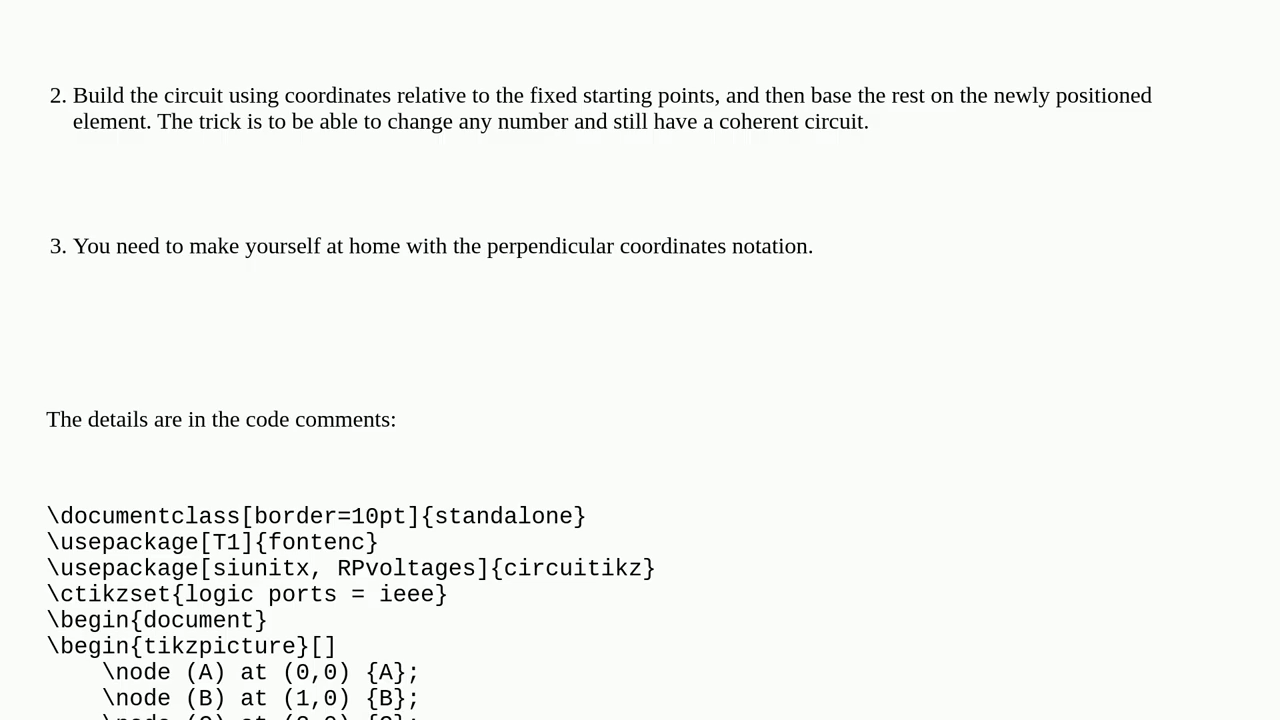 2. Build the circuit using coordinates relative to the fixed starting points, and then base the rest on the newly positioned
element. The trick is to be able to change any number and still have a coherent circuit.
3. You need to make yourself at home with the perpendicular coordinates notation.
The details are in the code comments:
\documentclass[border=10pt]{standalone}
\usepackage[T1]{fontenc}
\usepackage[siunitx, RPvoltages]{circuitikz}
\ctikzset{logic ports = ieee}
\begin{document}
\begin{tikzpicture}[]
    \node (A) at (0,0) {A};
    \node (B) at (1,0) {B};